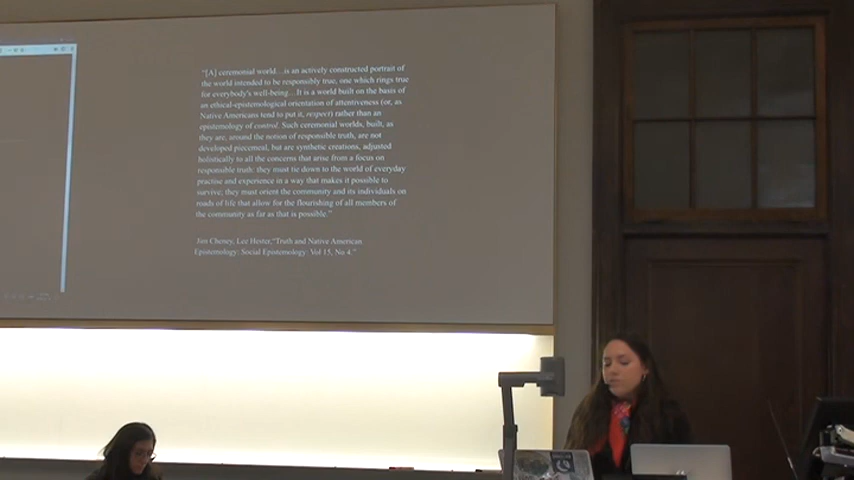 “[A] ceremonial world…is an actively constructed portrait of
the world intended to be responsibly true, one which rings true
for everybody's well-being…It is a world built on the basis of
an ethical-epistemological orientation of attentiveness (or, as
Native Americans tend to put it, respect) rather than an
epistemology of control. Such ceremonial worlds, built, as
they are, around the notion of responsible truth, are not
developed piecemeal, but are synthetic creations, adjusted
holistically to all the concerns that arise from a focus on
responsible truth: they must tie down to the world of everyday
practise and experience in a way that makes it possible to
survive; they must orient the community and its individuals on
roads of life that allow for the flourishing of all members of
the community as far as that is possible.”
Jim Cheney, Lee Hester,“Truth and Native American
Epistemology: Social Epistemology: Vol 15, No 4.”